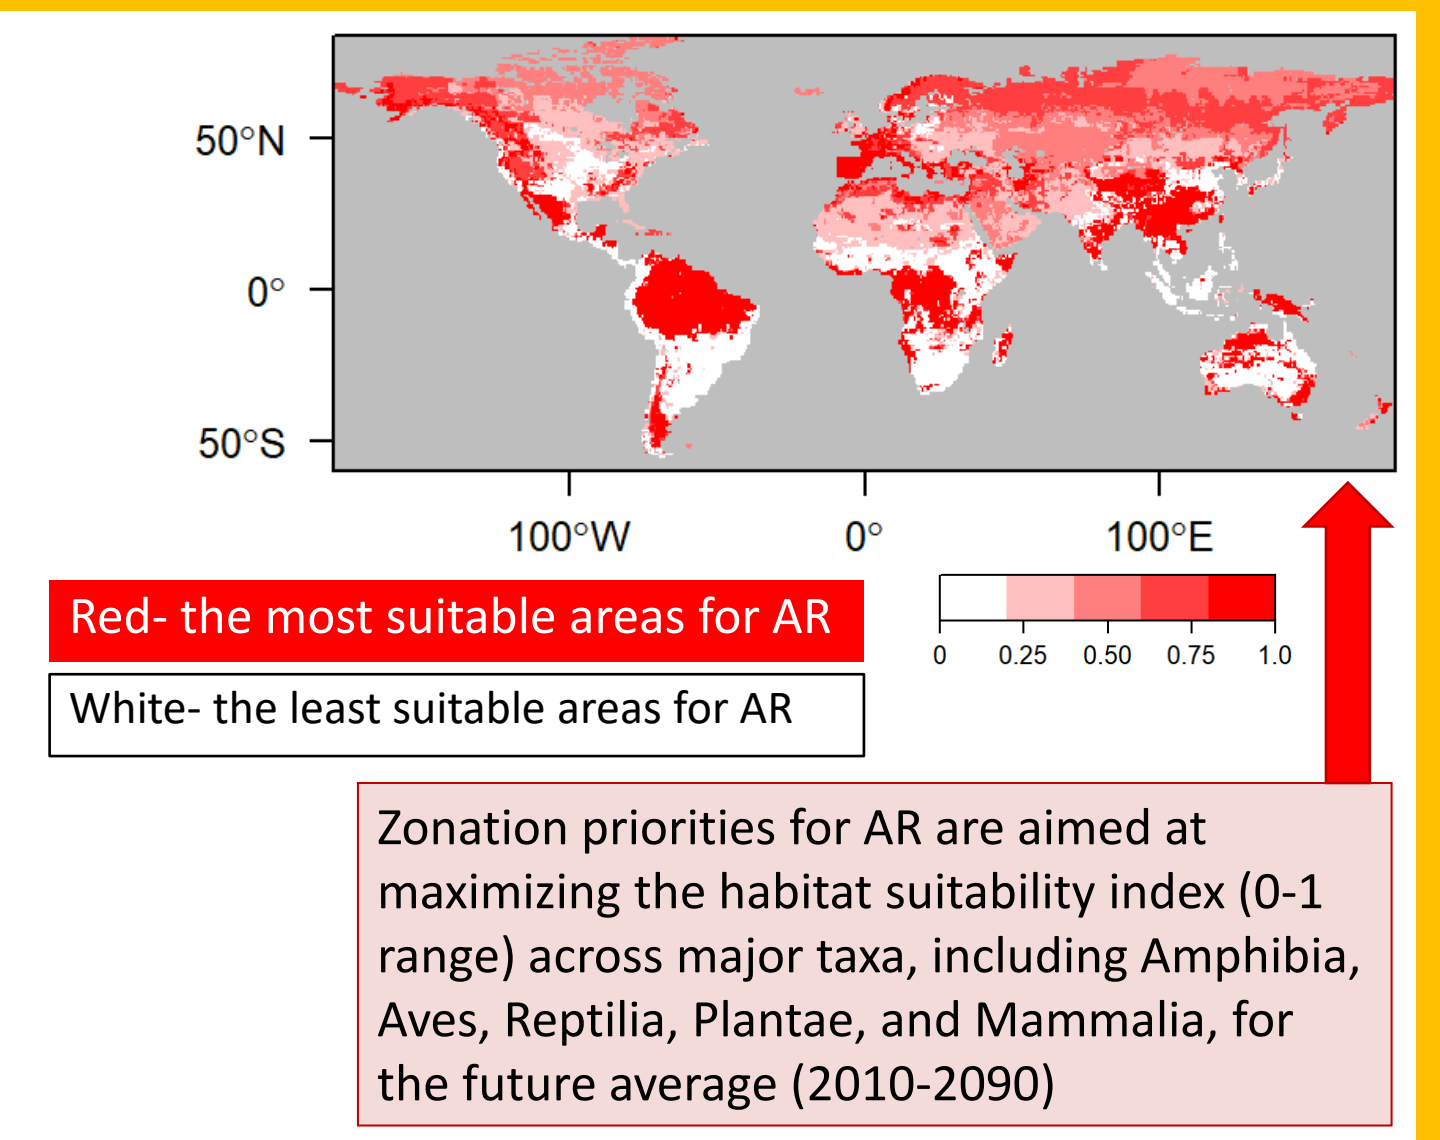 50°N
0°
50°S
100°W
0°
100°E
0
0.25
0.50
0.75
1.0
Red- the most suitable areas for AR
White- the least suitable areas for AR
Zonation priorities for AR are aimed at
maximizing the habitat suitability index (0-1
range) across major taxa, including Amphibia,
Aves, Reptilia, Plantae, and Mammalia, for
the future average (2010-2090)